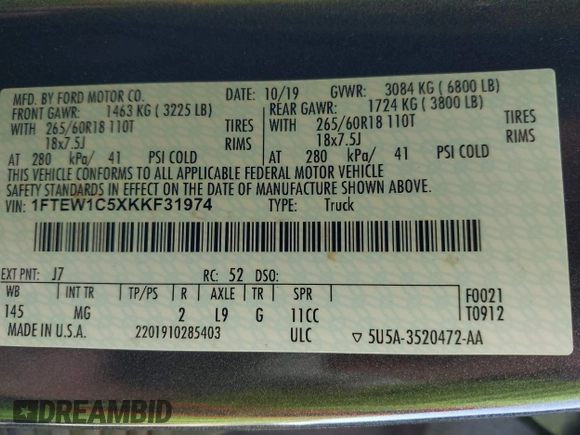 MFD. BY FORD MOTOR CO. DATE: 10/19 GVWR: 3084 KG (6800 LB)
FRONT GAWR: 1463 KG (3225 LB) REAR GAWR: 1724 KG (3800 LB)
WITH 265/60R18 110T TIRES WITH 265/60R18 110T TIRES
18x7.5J RIMS 18x7.5J RIMS
AT 280 kPa/ 41 PSI COLD AT 280 kPa/ 41 PSI COLD
THIS VEHICLE CONFORMS TO ALL APPLICABLE FEDERAL MOTOR VEHICLE
SAFETY STANDARDS IN EFFECT ON THE DATE OF MANUFACTURE SHOWN ABOVE.
VIN: 1FTEW1C5XKKF31974 TYPE: Truck
EXT PNT: J7 RC: 52 DSO:
WB INT TR TP/PS R AXLE TR SPR F0021
145 MG 2 L9 G 11CC T0912
MADE IN U.S.A. 2201910285403 ULC ▽ 5U5A-3520472-AA
DREAMBID